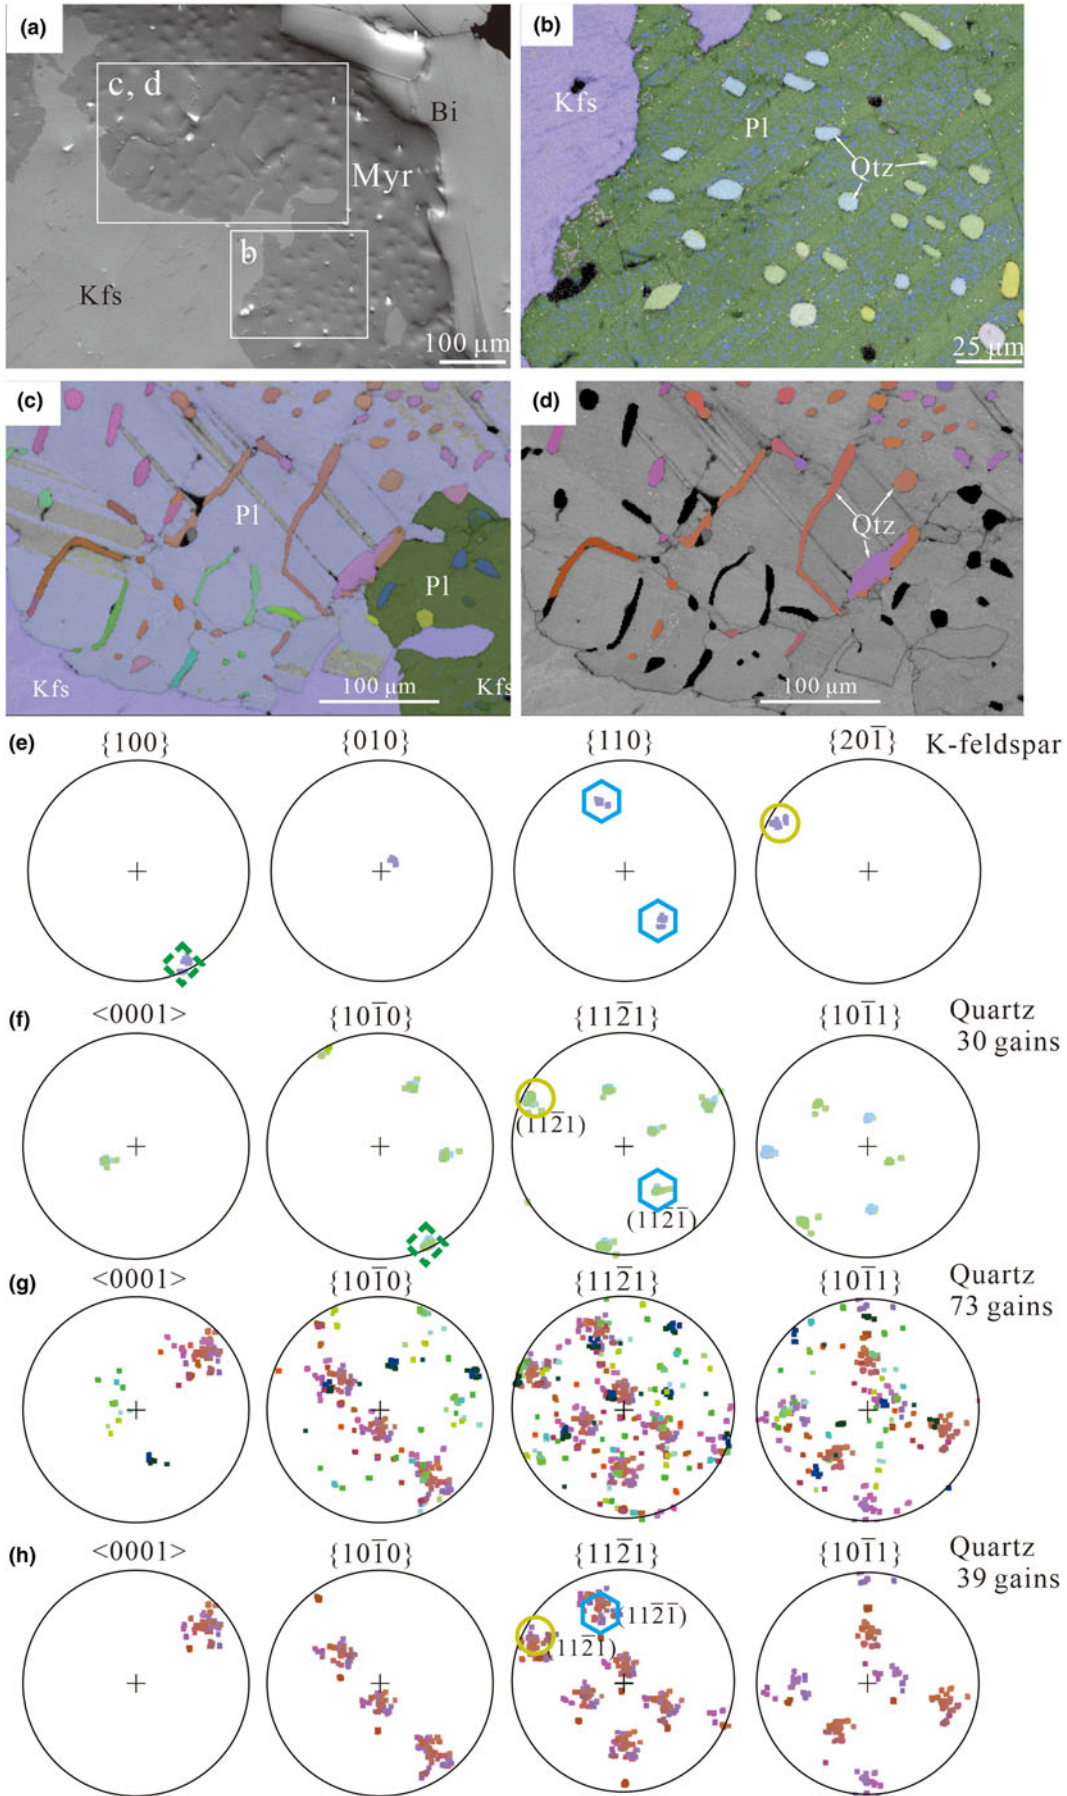 (a)
c, d
Bi
Myr
b
Kfs
100 μm
(b)
Kfs
Pl
Qtz
25 μm
(c)
Pl
Pl
Kfs
Kfs
100 μm
(d)
Qtz
100 μm
(e)
{100}
{010}
{110}
{201̅}
K-feldspar
(f)
<0001>
{101̅0}
{112̅1}
{101̅1}
Quartz
30 gains
(112̅1)
(112̅1̅)
(g)
<0001>
{101̅0}
{112̅1}
{101̅1}
Quartz
73 gains
(h)
<0001>
{101̅0}
{112̅1}
{101̅1}
Quartz
39 gains
(112̅1̅)
(112̅1)